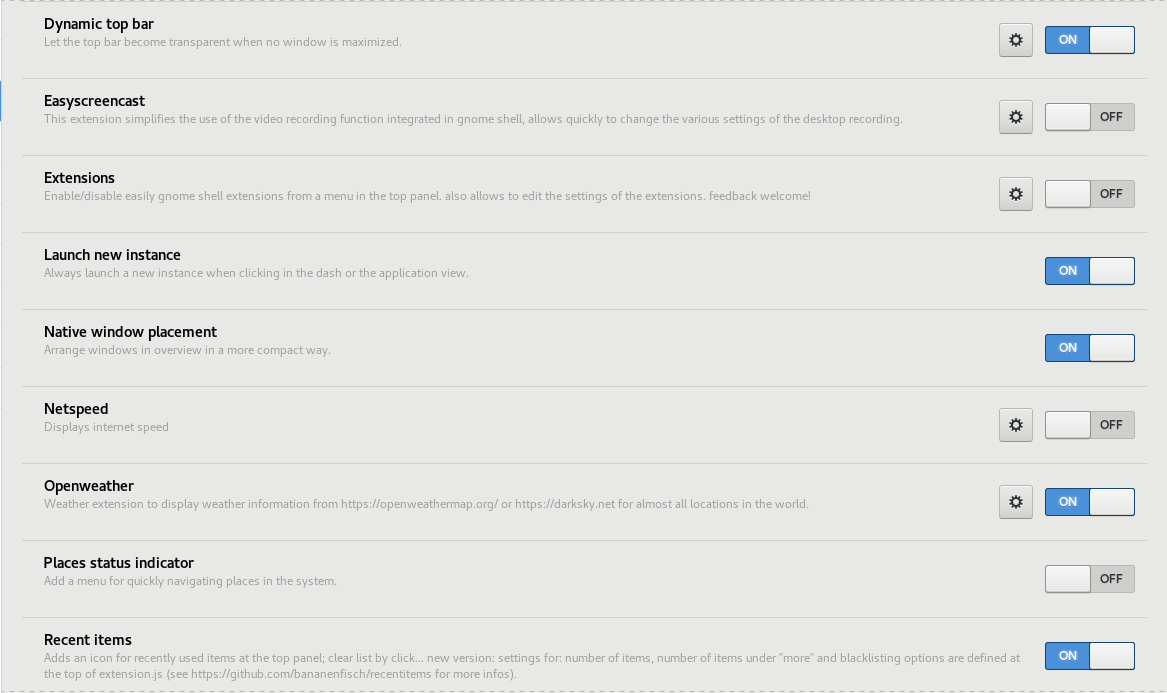 Dynamic top bar
Let the top bar become transparent when no window is maximized.
ON
Easyscreencast
This extension simplifies the use of the video recording function integrated in gnome shell, allows quickly to change the various settings of the desktop recording.
OFF
Extensions
Enable/disable easily gnome shell extensions from a menu in the top panel. also allows to edit the settings of the extensions. feedback welcome!
OFF
Launch new instance
Always launch a new instance when clicking in the dash or the application view.
ON
Native window placement
Arrange windows in overview in a more compact way.
ON
Netspeed
Displays internet speed
OFF
Openweather
Weather extension to display weather information from https://openweathermap.org/ or https://darksky.net for almost all locations in the world.
ON
Places status indicator
Add a menu for quickly navigating places in the system.
OFF
Recent items
Adds an icon for recently used items at the top panel; clear list by click... new version: settings for: number of items, number of items under "more" and blacklisting options are defined at
the top of extension.js (see https://github.com/bananenfisch/recentitems for more infos).
ON